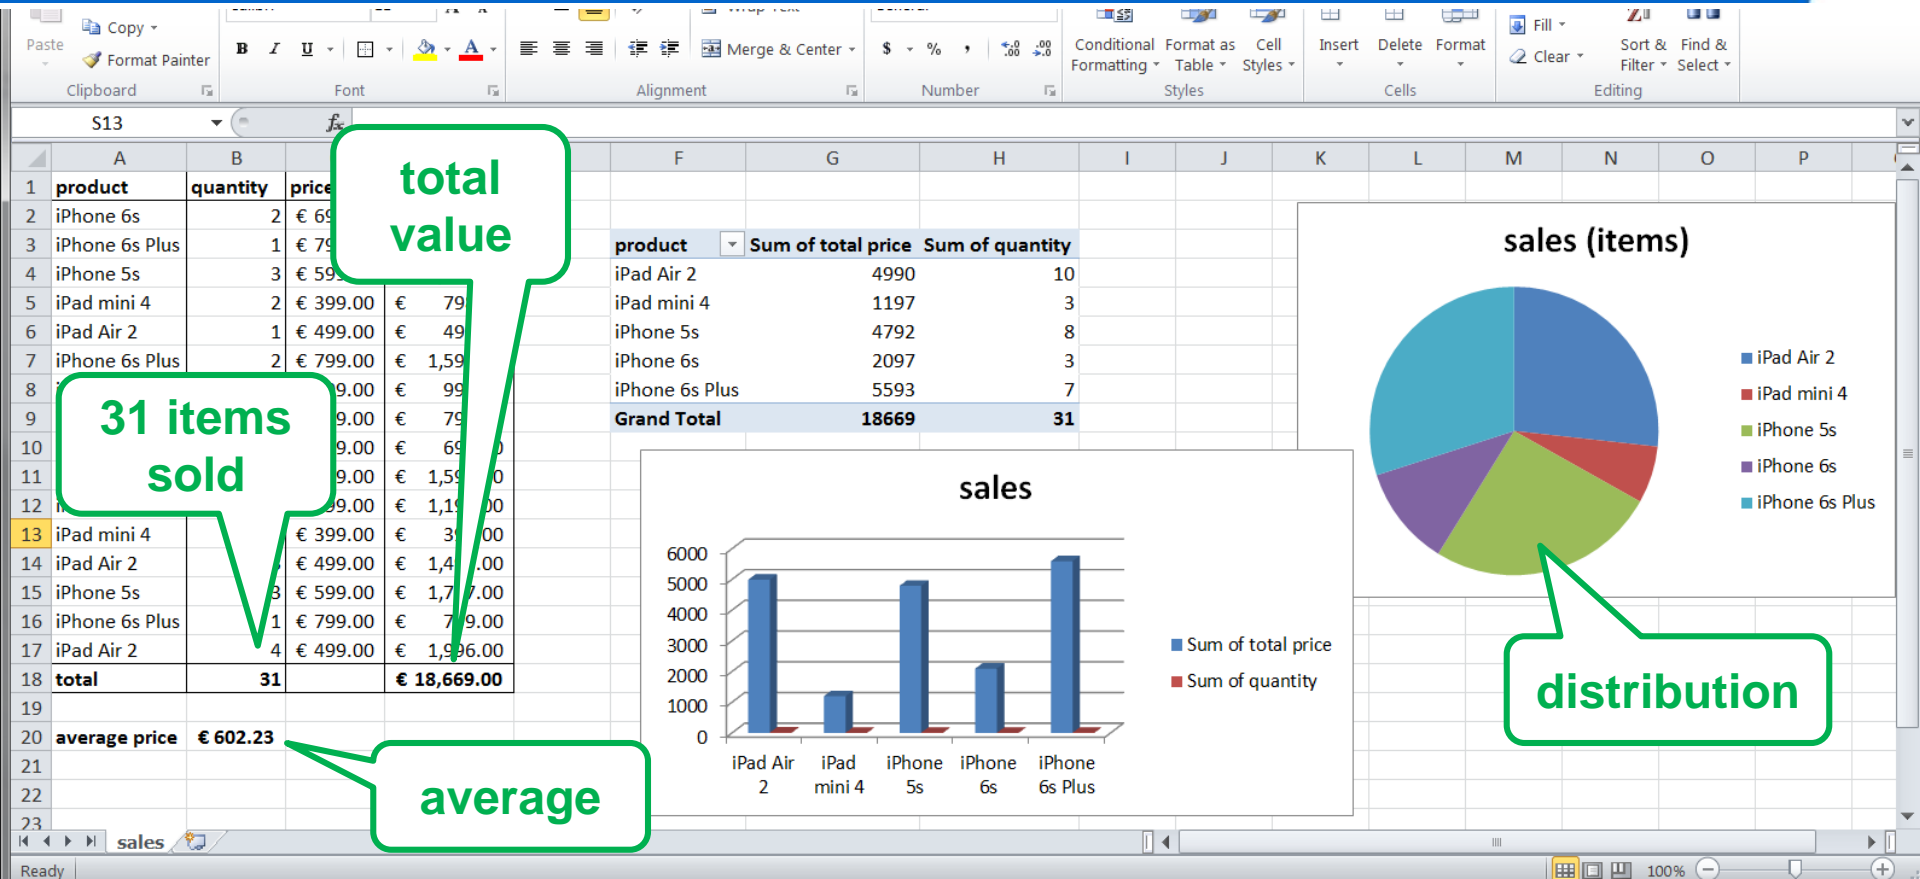 Copy
Wrap Text
Paste
Format Painter
B I U A
Merge & Center
$ % ,
Conditional Formatting
Format as Table
Cell Styles
Insert
Delete
Format
Fill
Clear
Sort & Filter
Find & Select
Clipboard
Font
Alignment
Number
Styles
Cells
Editing
S13
fx
A B F G H I J K L M N O P
1 product quantity price
2 iPhone 6s 2
3 iPhone 6s Plus 1
4 iPhone 5s 3
5 iPad mini 4 2 € 399.00 €
6 iPad Air 2 1 € 499.00 €
7 iPhone 6s Plus 2 € 799.00 €
8 €
9 €
10 €
11 €
12 €
13 iPad mini 4 € 399.00 €
14 iPad Air 2 € 499.00 €
15 iPhone 5s 3 € 599.00 €
16 iPhone 6s Plus 1 € 799.00 €
17 iPad Air 2 4 € 499.00 € 1,996.00
18 total 31 € 18,669.00
19
20 average price € 602.23
21
22
23
total
value
31 items
sold
average
product Sum of total price Sum of quantity
iPad Air 2 4990 10
iPad mini 4 1197 3
iPhone 5s 4792 8
iPhone 6s 2097 3
iPhone 6s Plus 5593 7
Grand Total 18669 31
sales
6000
5000
4000
3000
2000
1000
0
iPad Air 2
iPad mini 4
iPhone 5s
iPhone 6s
iPhone 6s Plus
Sum of total price
Sum of quantity
sales (items)
iPad Air 2
iPad mini 4
iPhone 5s
iPhone 6s
iPhone 6s Plus
distribution
sales
Ready
100%